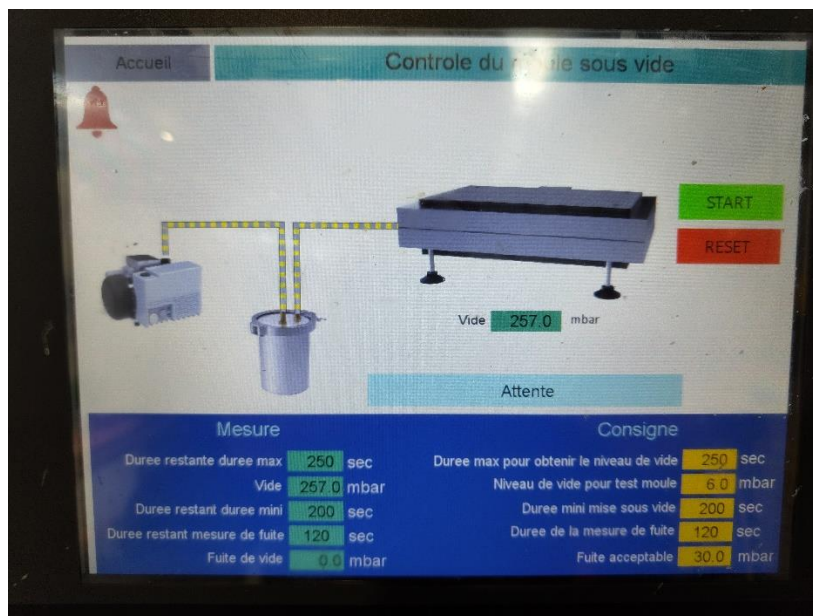 Accueil
Controle du moule sous vide
START
RESET
Vide 257.0 mbar
Attente
Mesure
Duree restante duree max 250 sec
Vide 257.0 mbar
Duree restant duree mini 200 sec
Duree restant mesure de fuite 120 sec
Fuite de vide 0.0 mbar
Consigne
Duree max pour obtenir le niveau de vide 250 sec
Niveau de vide pour test moule 6.0 mbar
Duree mini mise sous vide 200 sec
Duree de la mesure de fuite 120 sec
Fuite acceptable 30.0 mbar